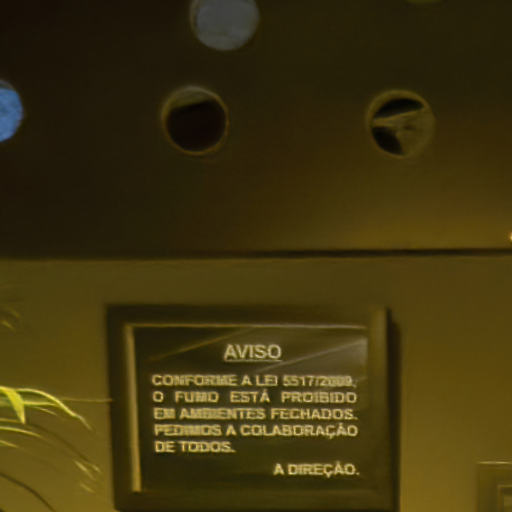 AVISO
CONFORME A LEI 5517/2009,
O FUMO ESTÁ PROIBIDO
EM AMBIENTES FECHADOS.
PEDIMOS A COLABORAÇÃO
DE TODOS.
A DIREÇÃO.